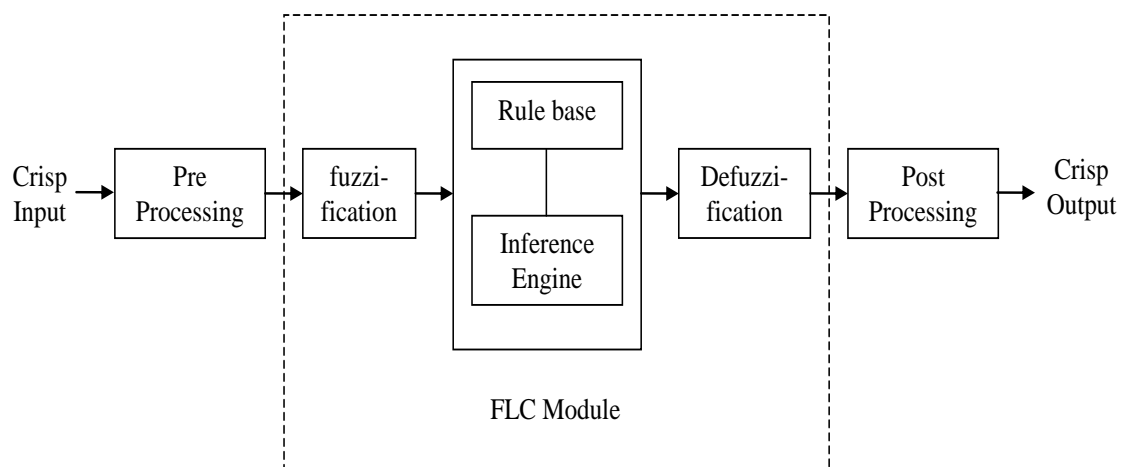 Crisp
Input
Pre
Processing
fuzzi-
fication
Rule base
Inference
Engine
Defuzzi-
fication
Post
Processing
Crisp
Output
FLC Module